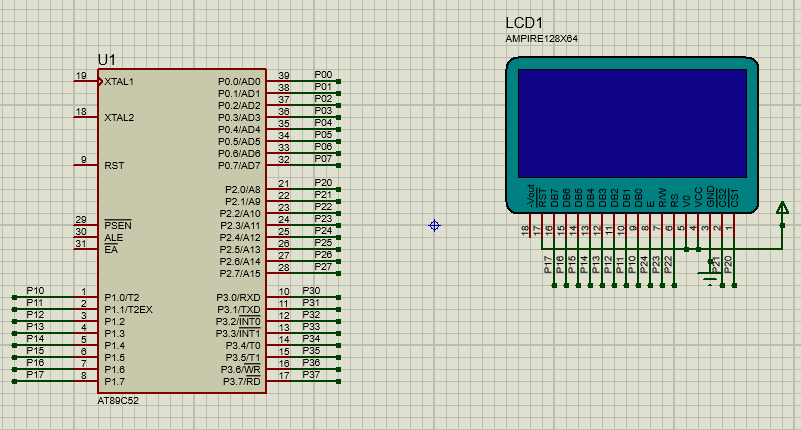 U1
19 XTAL1
18 XTAL2
9 RST
29 PSEN
30 ALE
31 EA
P10 1 P1.0/T2
P11 2 P1.1/T2EX
P12 3 P1.2
P13 4 P1.3
P14 5 P1.4
P15 6 P1.5
P16 7 P1.6
P17 8 P1.7
P0.0/AD0 39 P00
P0.1/AD1 38 P01
P0.2/AD2 37 P02
P0.3/AD3 36 P03
P0.4/AD4 35 P04
P0.5/AD5 34 P05
P0.6/AD6 33 P06
P0.7/AD7 32 P07
P2.0/A8 21 P20
P2.1/A9 22 P21
P2.2/A10 23 P22
P2.3/A11 24 P23
P2.4/A12 25 P24
P2.5/A13 26 P25
P2.6/A14 27 P26
P2.7/A15 28 P27
P3.0/RXD 10 P30
P3.1/TXD 11 P31
P3.2/INT0 12 P32
P3.3/INT1 13 P33
P3.4/T0 14 P34
P3.5/T1 15 P35
P3.6/WR 16 P36
P3.7/RD 17 P37
AT89C52
LCD1
AMPIRE128X64
-Vout RST DB7 DB6 DB5 DB4 DB3 DB2 DB1 DB0 E R/W RS V0 VCC GND CS2 CS1
18 17 16 15 14 13 12 11 10 9 8 7 6 5 4 3 2 1
P17 P16 P15 P14 P13 P12 P11 P10 P24 P23 P22 P21 P20